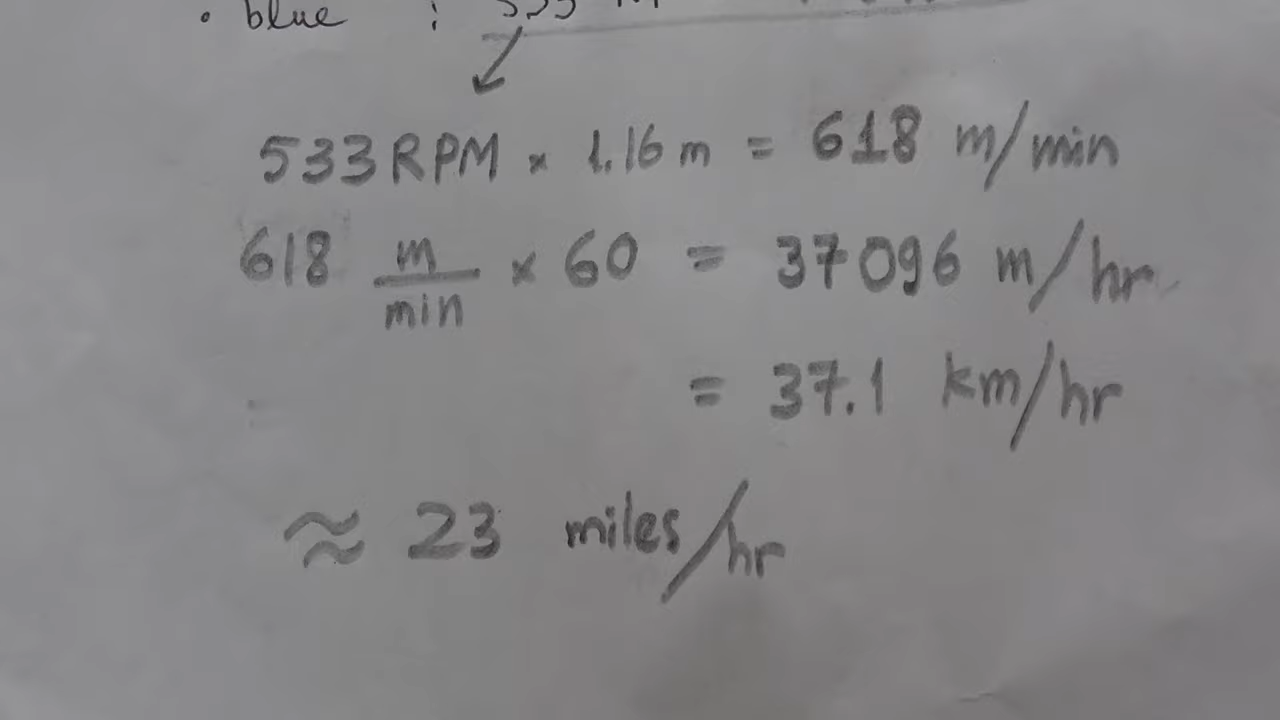 • blue : 533
533 RPM × 1.16 m = 618 m/min
618 m/min × 60 = 37096 m/hr
= 37.1 km/hr
≈ 23 miles/hr